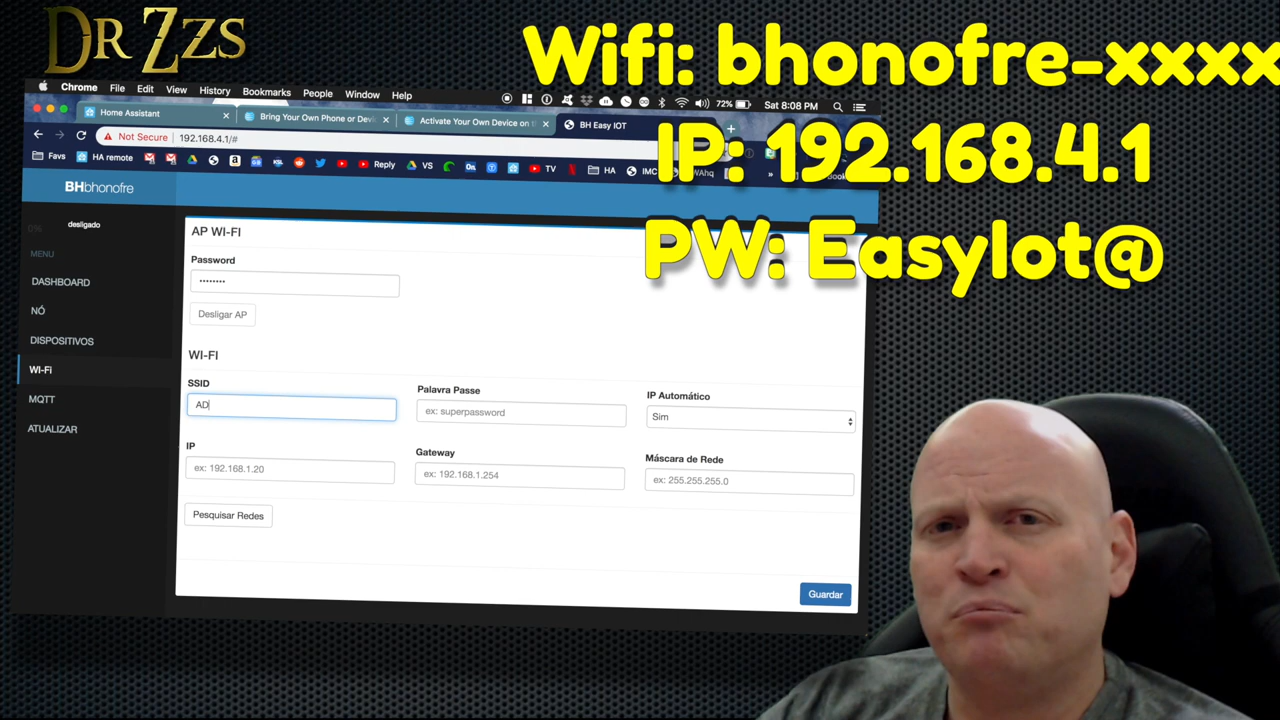 DR ZZS
Wifi: bhonofre-xxxx
IP: 192.168.4.1
PW: EasyIot@
Chrome File Edit View History Bookmarks People Window Help
72% Sat 8:08 PM
Home Assistant
Bring Your Own Phone or Devi
Activate Your Own Device on t
BH Easy IOT
Not Secure 192.168.4.1/#
Favs HA remote Reply VS TV HA IMC WAhq Book
BHbhonofre
0% desligado
MENU
DASHBOARD
NÓ
DISPOSITIVOS
WI-FI
MQTT
ATUALIZAR
AP WI-FI
Password
••••••••
Desligar AP
WI-FI
SSID Palavra Passe IP Automático
AD ex: superpassword Sim
IP Gateway Máscara de Rede
ex: 192.168.1.20 ex: 192.168.1.254 ex: 255.255.255.0
Pesquisar Redes
Guardar